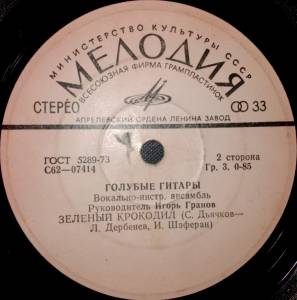 МИНИСТЕРСТВО КУЛЬТУРЫ СССР
МЕЛОДИЯ
ВСЕСОЮЗНАЯ ФИРМА ГРАМПЛАСТИНОК
СТЕРЕО 33
АПРЕЛЕВСКИЙ ОРДЕНА ЛЕНИНА ЗАВОД
ГОСТ 5289-73 2 сторона
С62—07414 Гр. 3. 0-85
ГОЛУБЫЕ ГИТАРЫ
Вокально-инстр. ансамбль
Руководитель Игорь Гранов
ЗЕЛЕНЫЙ КРОКОДИЛ (С. Дьячков—
Л. Дербенев, И. Шаферан)